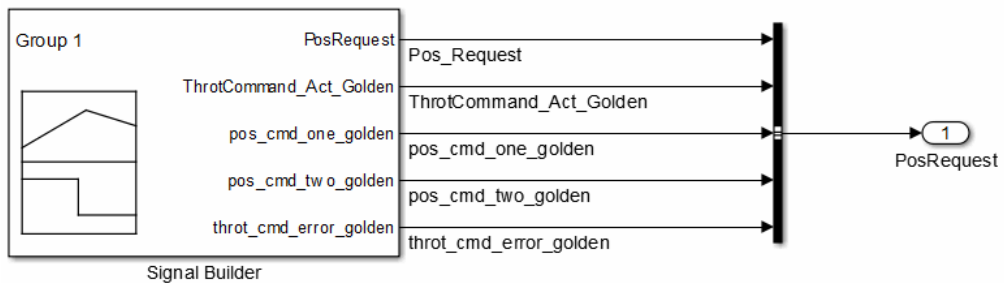 Group 1
PosRequest
Pos_Request
ThrotCommand_Act_Golden
ThrotCommand_Act_Golden
pos_cmd_one_golden
pos_cmd_one_golden
1
PosRequest
pos_cmd_two_golden
pos_cmd_two_golden
throt_cmd_error_golden
throt_cmd_error_golden
Signal Builder